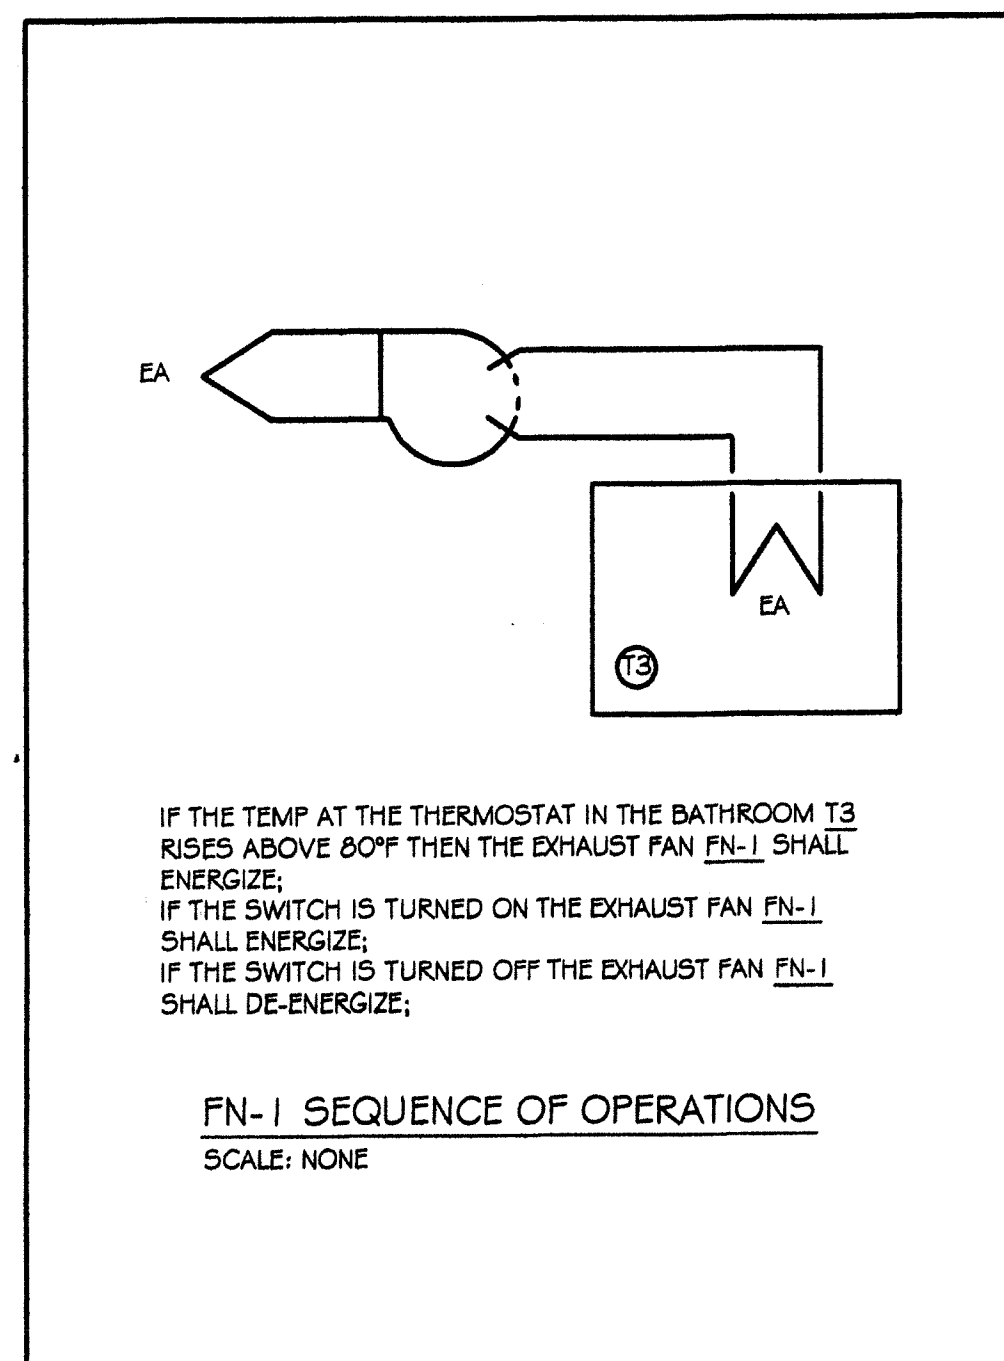 EA
EA
T3
IF THE TEMP AT THE THERMOSTAT IN THE BATHROOM T3
RISES ABOVE 80°F THEN THE EXHAUST FAN FN-1 SHALL
ENERGIZE;
IF THE SWITCH IS TURNED ON THE EXHAUST FAN FN-1
SHALL ENERGIZE;
IF THE SWITCH IS TURNED OFF THE EXHAUST FAN FN-1
SHALL DE-ENERGIZE;
FN-1 SEQUENCE OF OPERATIONS
SCALE: NONE